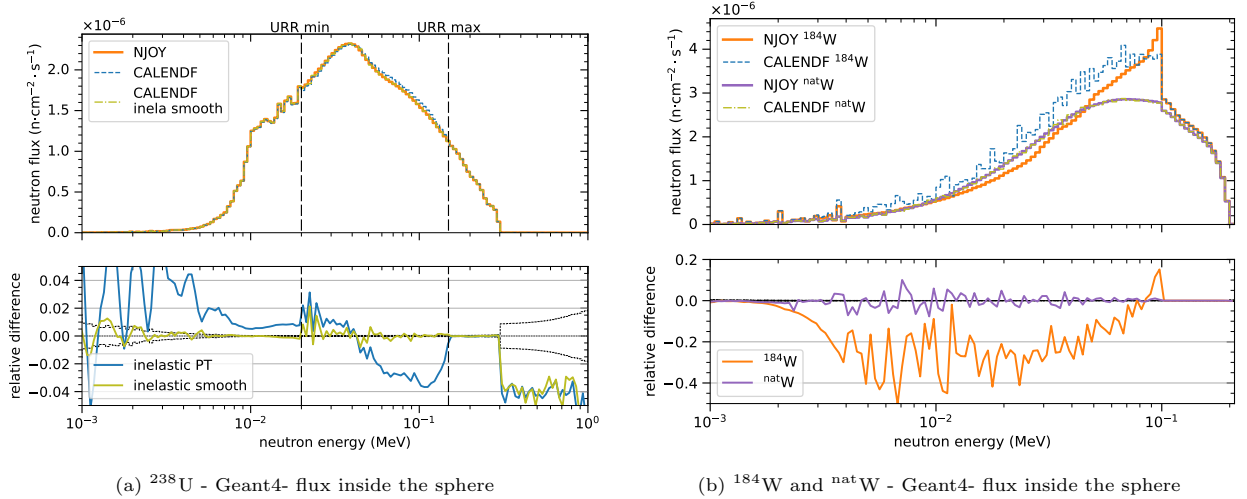 ×10⁻⁶
URR min
URR max
NJOY
CALENDF
CALENDF
inela smooth
neutron flux (n·cm⁻²·s⁻¹)
2.0
1.5
1.0
0.5
0.0
relative difference
0.04
0.02
0.00
−0.02
−0.04
inelastic PT
inelastic smooth
10⁻³
10⁻²
10⁻¹
10⁰
neutron energy (MeV)
(a) ²³⁸U - Geant4- flux inside the sphere
×10⁻⁶
NJOY ¹⁸⁴W
CALENDF ¹⁸⁴W
NJOY ⁿᵃᵗW
CALENDF ⁿᵃᵗW
neutron flux (n·cm⁻²·s⁻¹)
4
3
2
1
0
relative difference
0.2
0.0
−0.2
−0.4
¹⁸⁴W
ⁿᵃᵗW
10⁻³
10⁻²
10⁻¹
neutron energy (MeV)
(b) ¹⁸⁴W and ⁿᵃᵗW - Geant4- flux inside the sphere